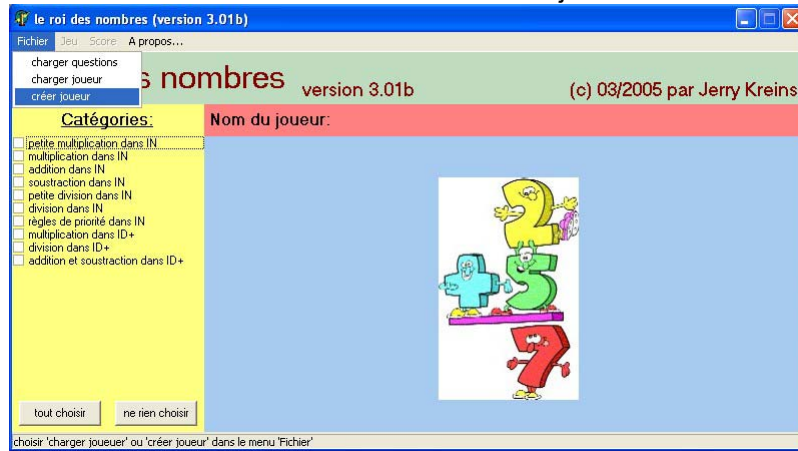 le roi des nombres (version 3.01b)
Fichier Jeu Score A propos...
charger questions
charger joueur
créer joueur
s nombres version 3.01b (c) 03/2005 par Jerry Kreins
Catégories:
Nom du joueur:
petite multiplication dans IN
multiplication dans IN
addition dans IN
soustraction dans IN
petite division dans IN
division dans IN
règles de priorité dans IN
multiplication dans ID+
division dans ID+
addition et soustraction dans ID+
2
+5
7
tout choisir ne rien choisir
choisir 'charger joueuer' ou 'créer joueur' dans le menu 'Fichier'